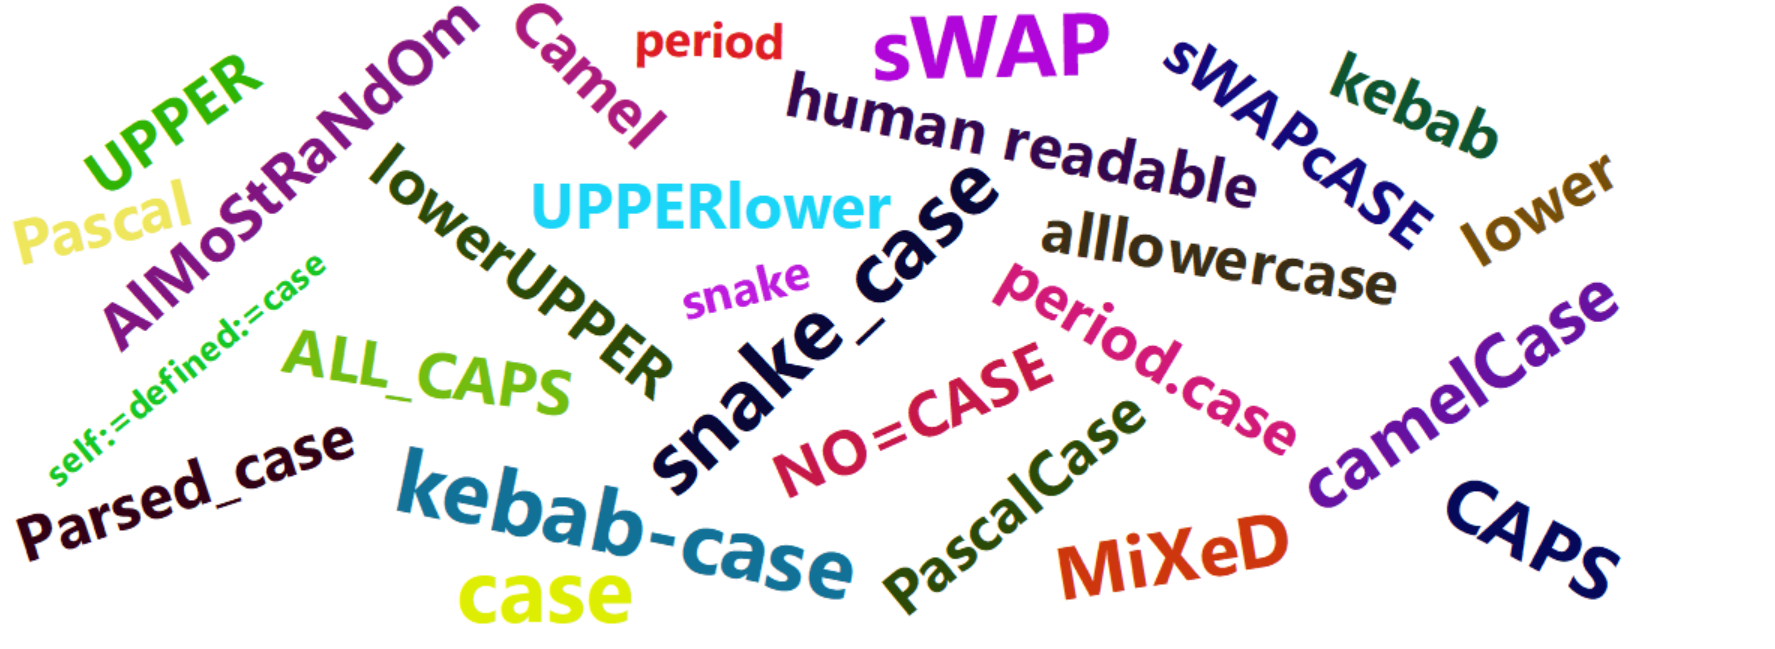 UPPER
AlMoStRaNdOm
Camel
period
sWAP
sWAPcASE
kebab
human readable
lower
Pascal
lowerUPPER
UPPERlower
snake_case
alllowercase
self:=defined:=case
snake
period.case
camelCase
ALL_CAPS
NO=CASE
Parsed_case
kebab-case
PascalCase
MiXeD
CAPS
case